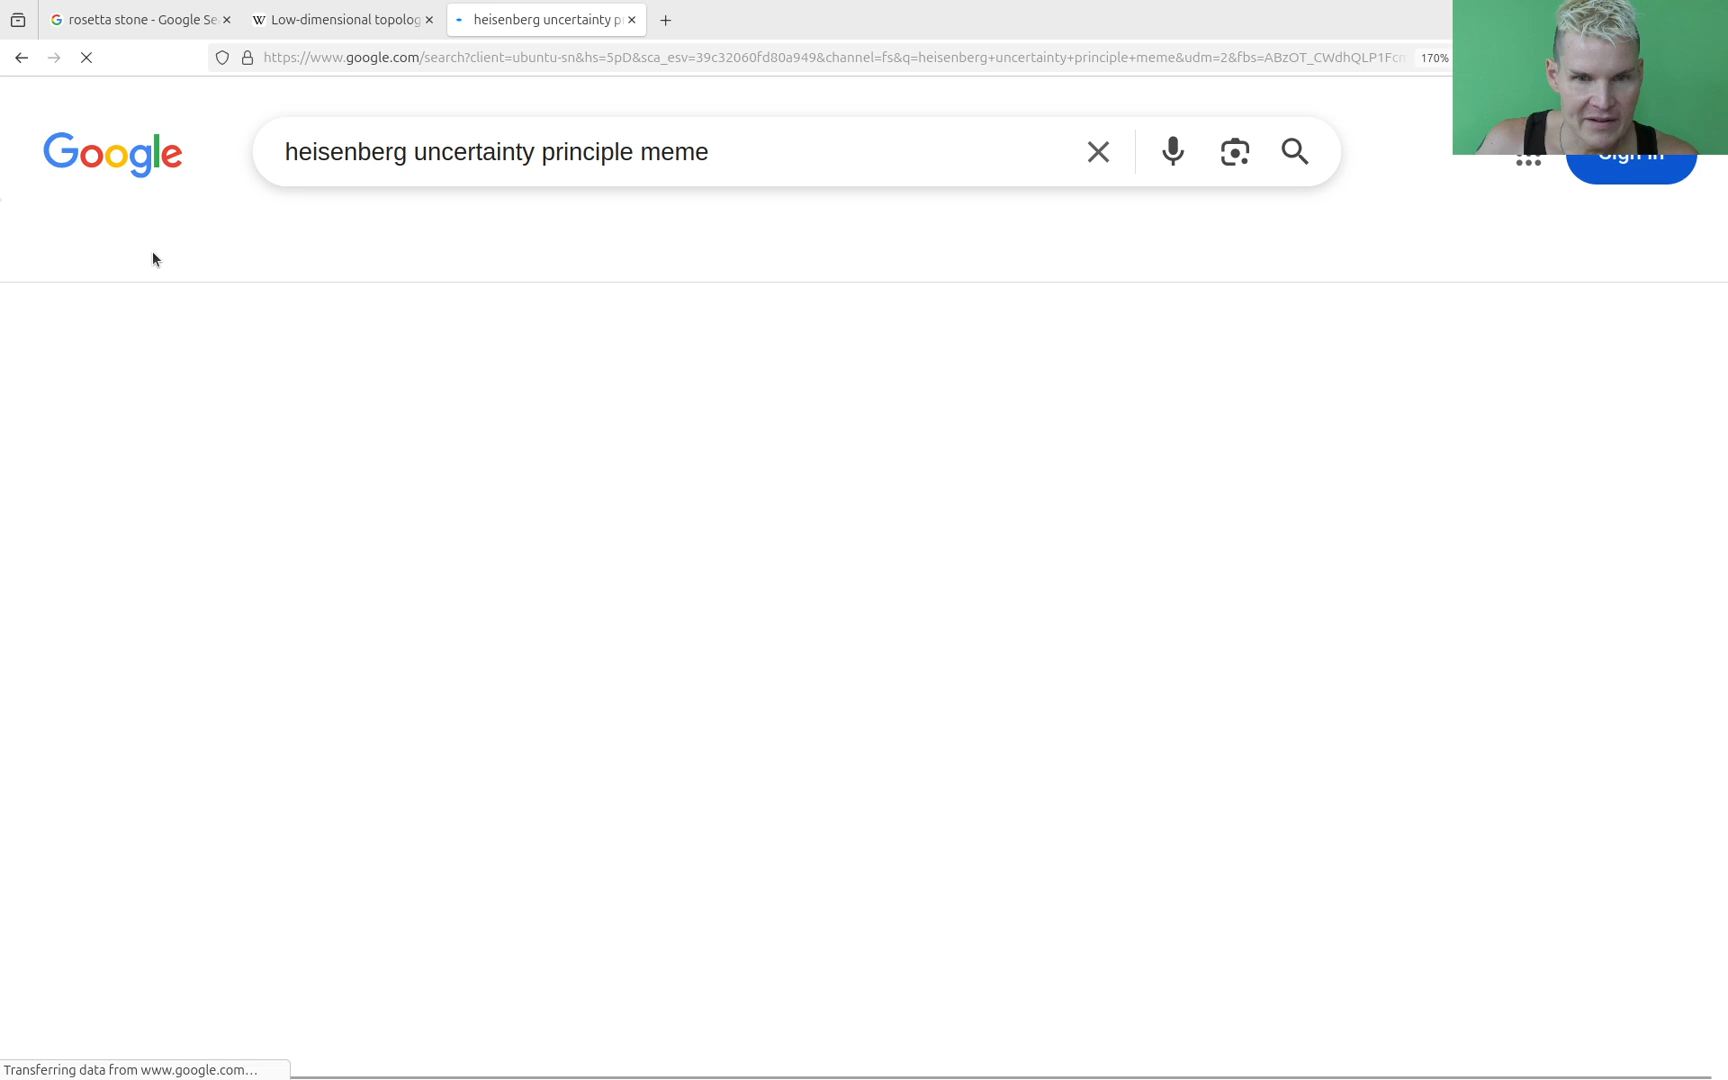 rosetta stone - Google Se
Low-dimensional topolog
heisenberg uncertainty p
https://www.google.com/search?client=ubuntu-sn&hs=5pD&sca_esv=39c32060fd80a949&channel=fs&q=heisenberg+uncertainty+principle+meme&udm=2&fbs=ABzOT_CWdhQLP1Fcm
170%
Google
heisenberg uncertainty principle meme
Sign in
Transferring data from www.google.com…